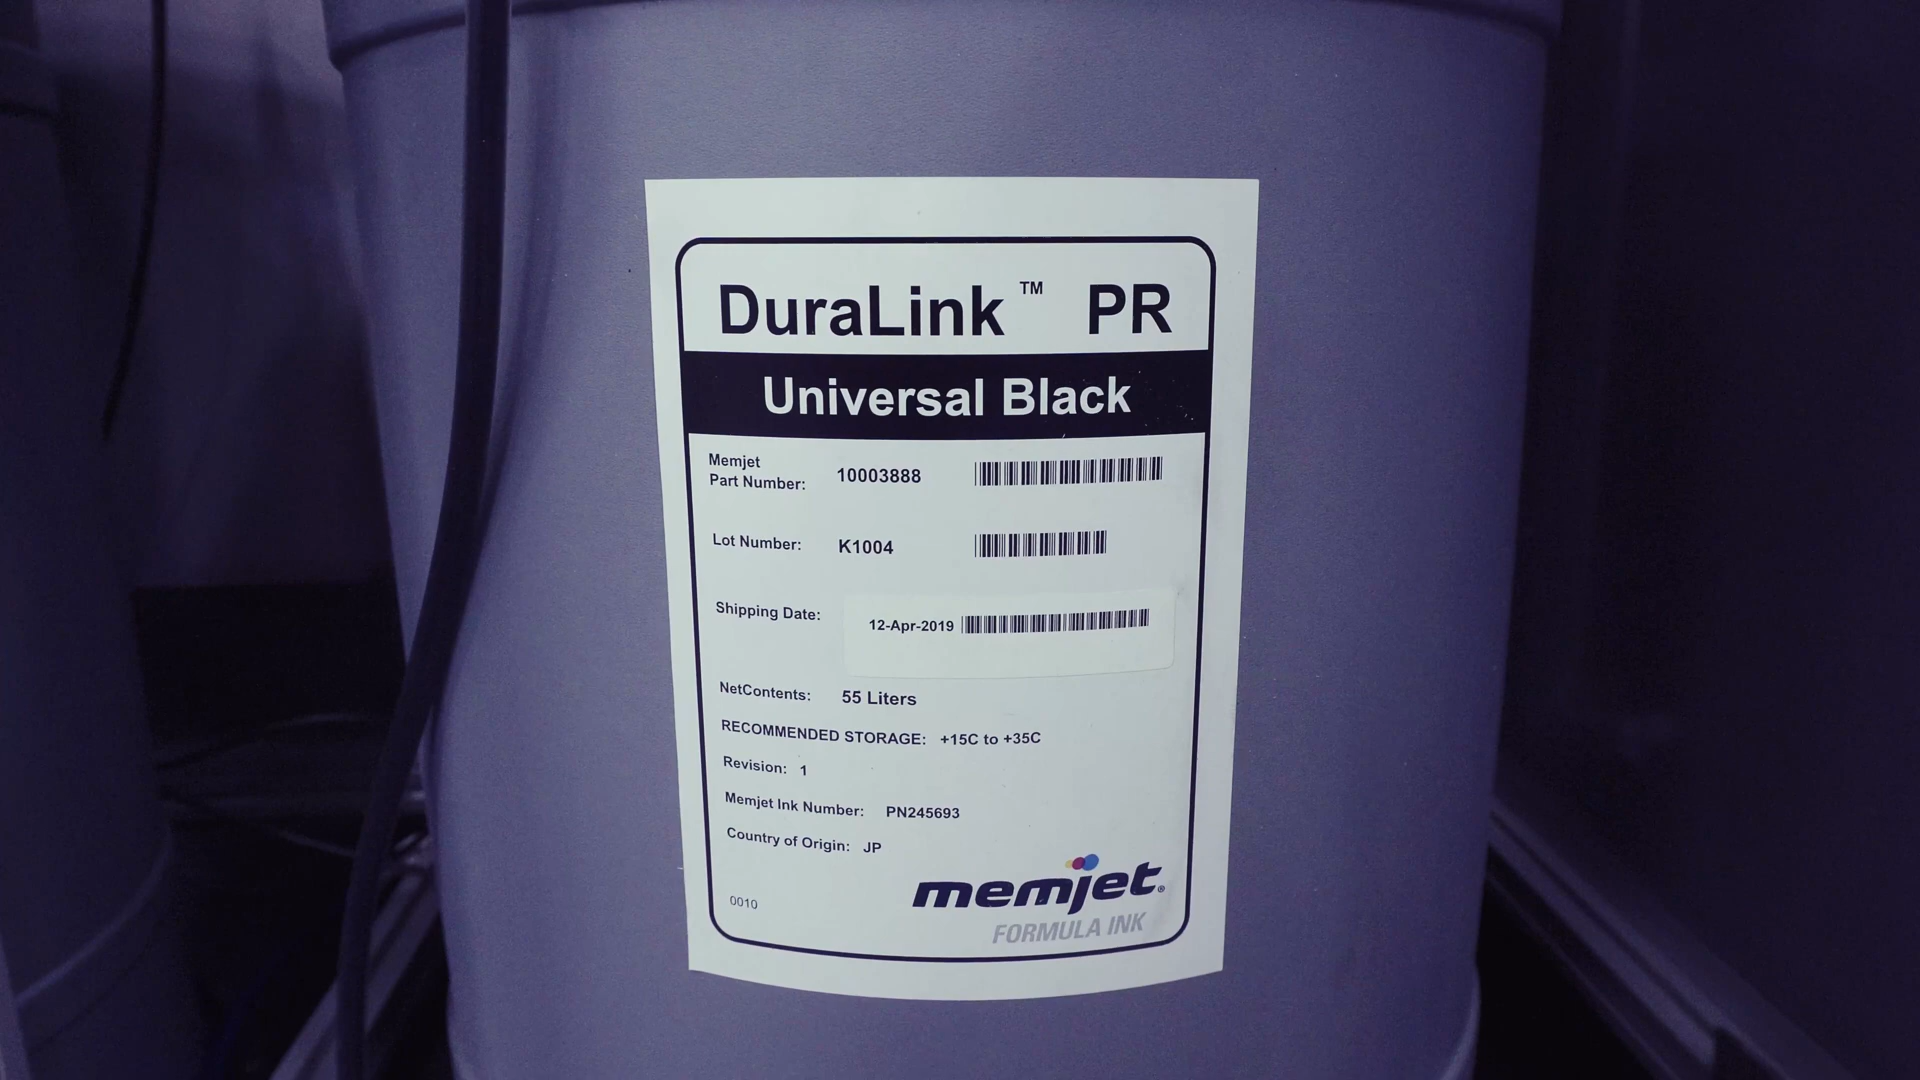 DuraLink™ PR
Universal Black
Memjet
Part Number: 10003888
Lot Number: K1004
Shipping Date: 12-Apr-2019
NetContents: 55 Liters
RECOMMENDED STORAGE: +15C to +35C
Revision: 1
Memjet Ink Number: PN245693
Country of Origin: JP
0010
memjet®
FORMULA INK